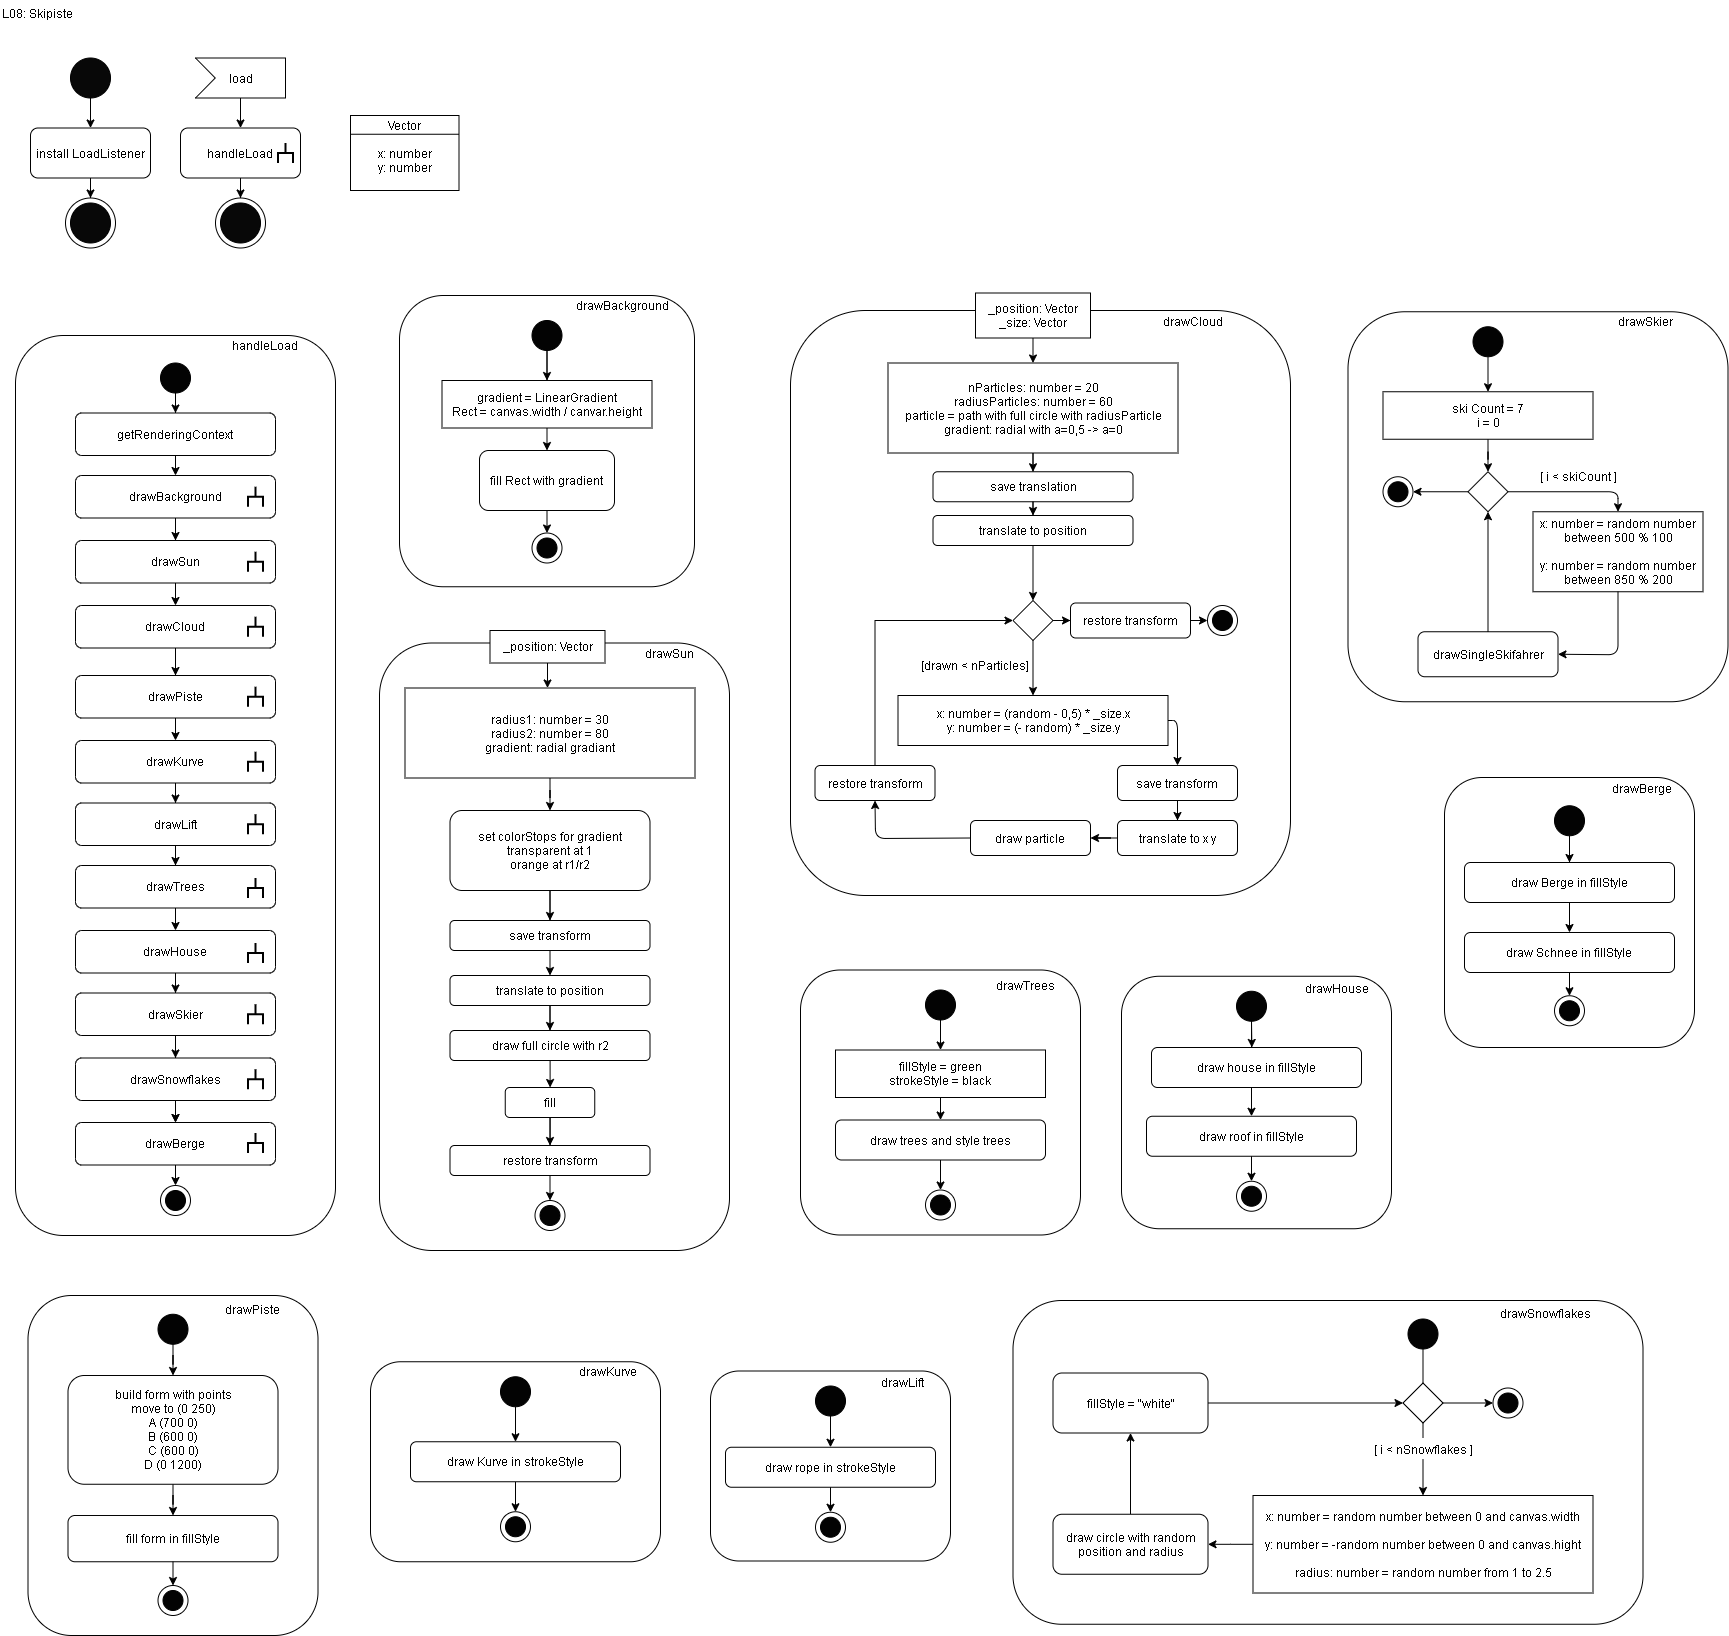 L08: Skipiste
load
install LoadListener
handleLoad
Vector
x: number
y: number
handleLoad
getRenderingContext
drawBackground
drawSun
drawCloud
drawPiste
drawKurve
drawLift
drawTrees
drawHouse
drawSkier
drawSnowflakes
drawBerge
drawBackground
gradient = LinearGradient
Rect = canvas.width / canvar.height
fill Rect with gradient
_position: Vector
drawSun
radius1: number = 30
radius2: number = 80
gradient: radial gradiant
set colorStops for gradient
transparent at 1
orange at r1/r2
save transform
translate to position
draw full circle with r2
fill
restore transform
_position: Vector
_size: Vector
drawCloud
nParticles: number = 20
radiusParticles: number = 60
particle = path with full circle with radiusParticle
gradient: radial with a=0,5 -> a=0
save translation
translate to position
restore transform
[drawn < nParticles]
x: number = (random - 0,5) * _size.x
y: number = (- random) * _size.y
restore transform
save transform
draw particle
translate to x y
drawSkier
ski Count = 7
i = 0
[ i < skiCount ]
x: number = random number
between 500 % 100
y: number = random number
between 850 % 200
drawSingleSkifahrer
drawBerge
draw Berge in fillStyle
draw Schnee in fillStyle
drawTrees
fillStyle = green
strokeStyle = black
draw trees and style trees
drawHouse
draw house in fillStyle
draw roof in fillStyle
drawPiste
build form with points
move to (0 250)
A (700 0)
B (600 0)
C (600 0)
D (0 1200)
fill form in fillStyle
drawKurve
draw Kurve in strokeStyle
drawLift
draw rope in strokeStyle
drawSnowflakes
fillStyle = "white"
[ i < nSnowflakes ]
draw circle with random
position and radius
x: number = random number between 0 and canvas.width
y: number = -random number between 0 and canvas.hight
radius: number = random number from 1 to 2.5